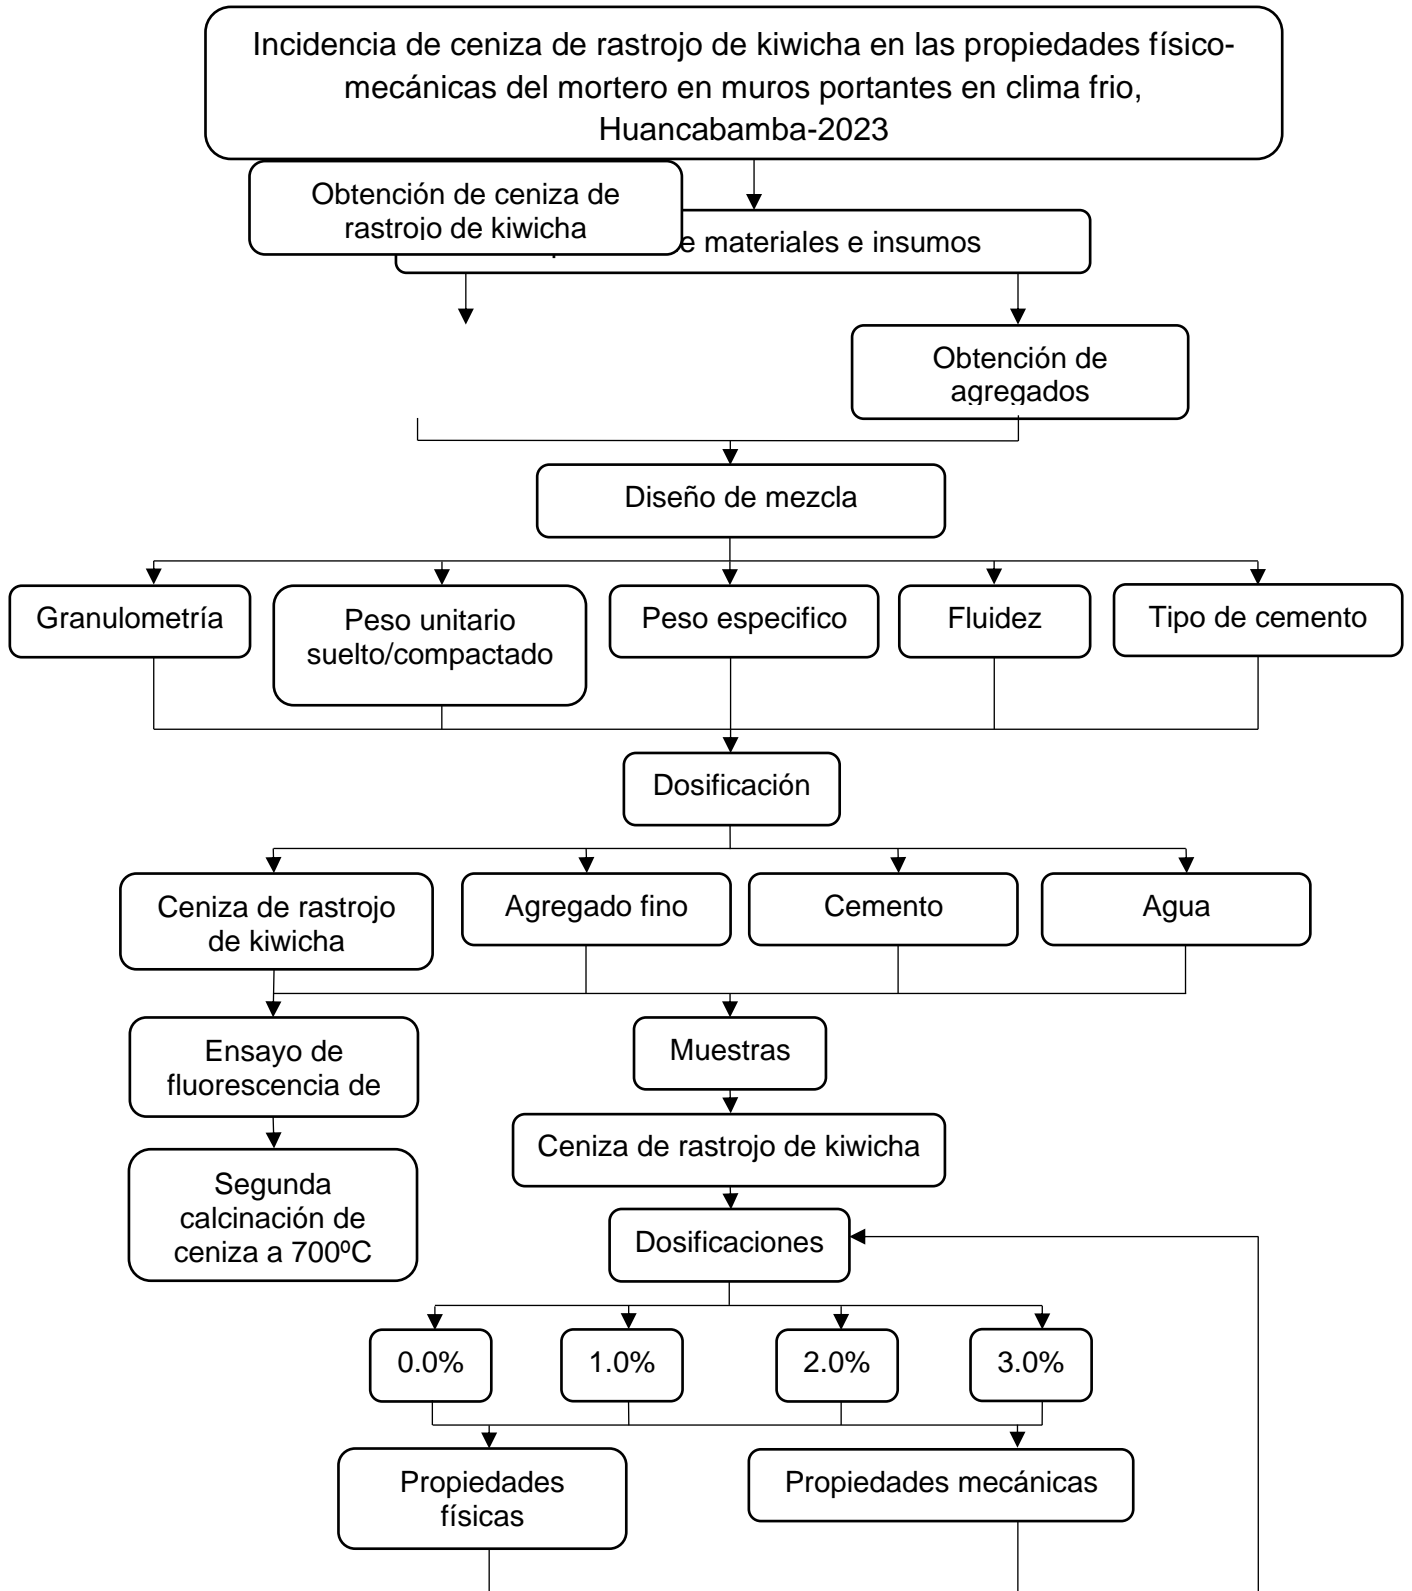 Incidencia de ceniza de rastrojo de kiwicha en las propiedades físico-
mecánicas del mortero en muros portantes en clima frio,
Huancabamba-2023
Obtención de ceniza de
rastrojo de kiwicha
e materiales e insumos
Obtención de
agregados
Diseño de mezcla
Granulometría
Peso unitario
suelto/compactado
Peso especifico
Fluidez
Tipo de cemento
Dosificación
Ceniza de rastrojo
de kiwicha
Agregado fino
Cemento
Agua
Ensayo de
fluorescencia de
Muestras
Segunda
calcinación de
ceniza a 700ºC
Ceniza de rastrojo de kiwicha
Dosificaciones
0.0%
1.0%
2.0%
3.0%
Propiedades
físicas
Propiedades mecánicas